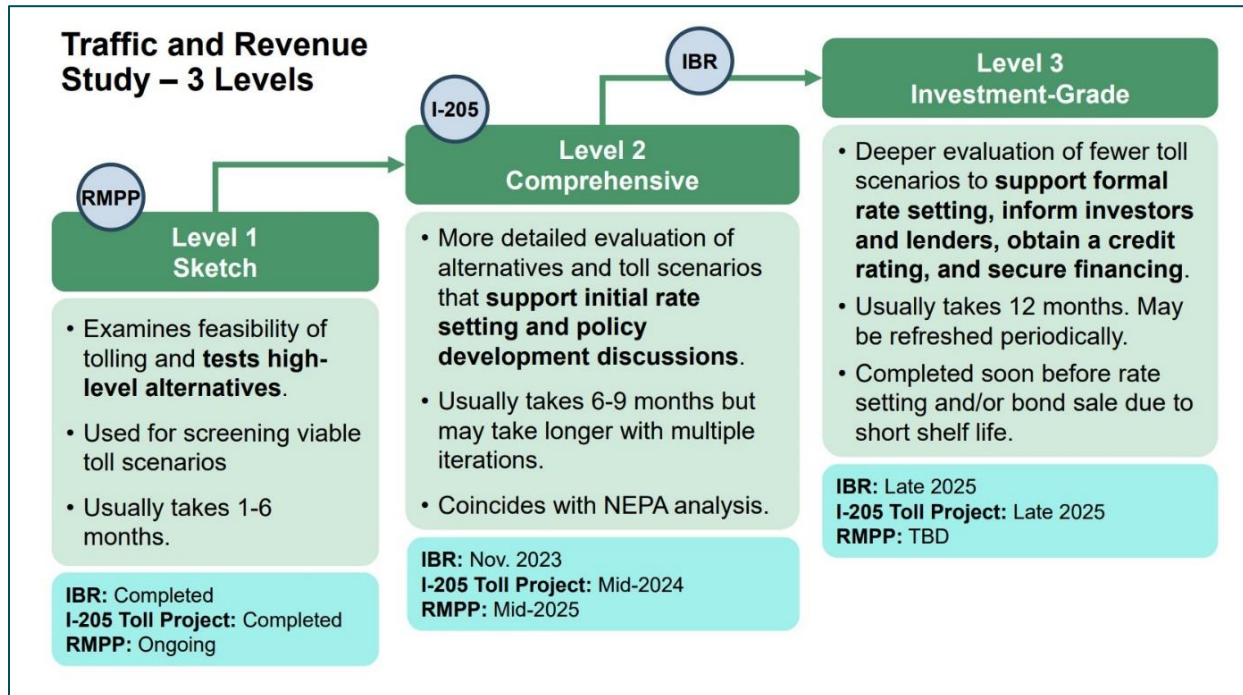 Traffic and Revenue
Study – 3 Levels
RMPP
Level 1
Sketch
• Examines feasibility of
tolling and tests high-
level alternatives.
• Used for screening viable
toll scenarios
• Usually takes 1-6
months.
IBR: Completed
I-205 Toll Project: Completed
RMPP: Ongoing
I-205
Level 2
Comprehensive
• More detailed evaluation of
alternatives and toll scenarios
that support initial rate
setting and policy
development discussions.
• Usually takes 6-9 months but
may take longer with multiple
iterations.
• Coincides with NEPA analysis.
IBR: Nov. 2023
I-205 Toll Project: Mid-2024
RMPP: Mid-2025
IBR
Level 3
Investment-Grade
• Deeper evaluation of fewer toll
scenarios to support formal
rate setting, inform investors
and lenders, obtain a credit
rating, and secure financing.
• Usually takes 12 months. May
be refreshed periodically.
• Completed soon before rate
setting and/or bond sale due to
short shelf life.
IBR: Late 2025
I-205 Toll Project: Late 2025
RMPP: TBD